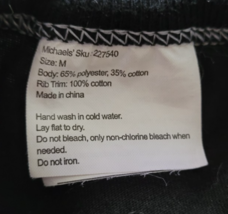 Michaels' Sku 227540
Size: M
Body: 65% polyester, 35% cotton
Rib Trim: 100% cotton
Made in china
Hand wash in cold water.
Lay flat to dry.
Do not bleach, only non-chlorine bleach when
needed.
Do not iron.